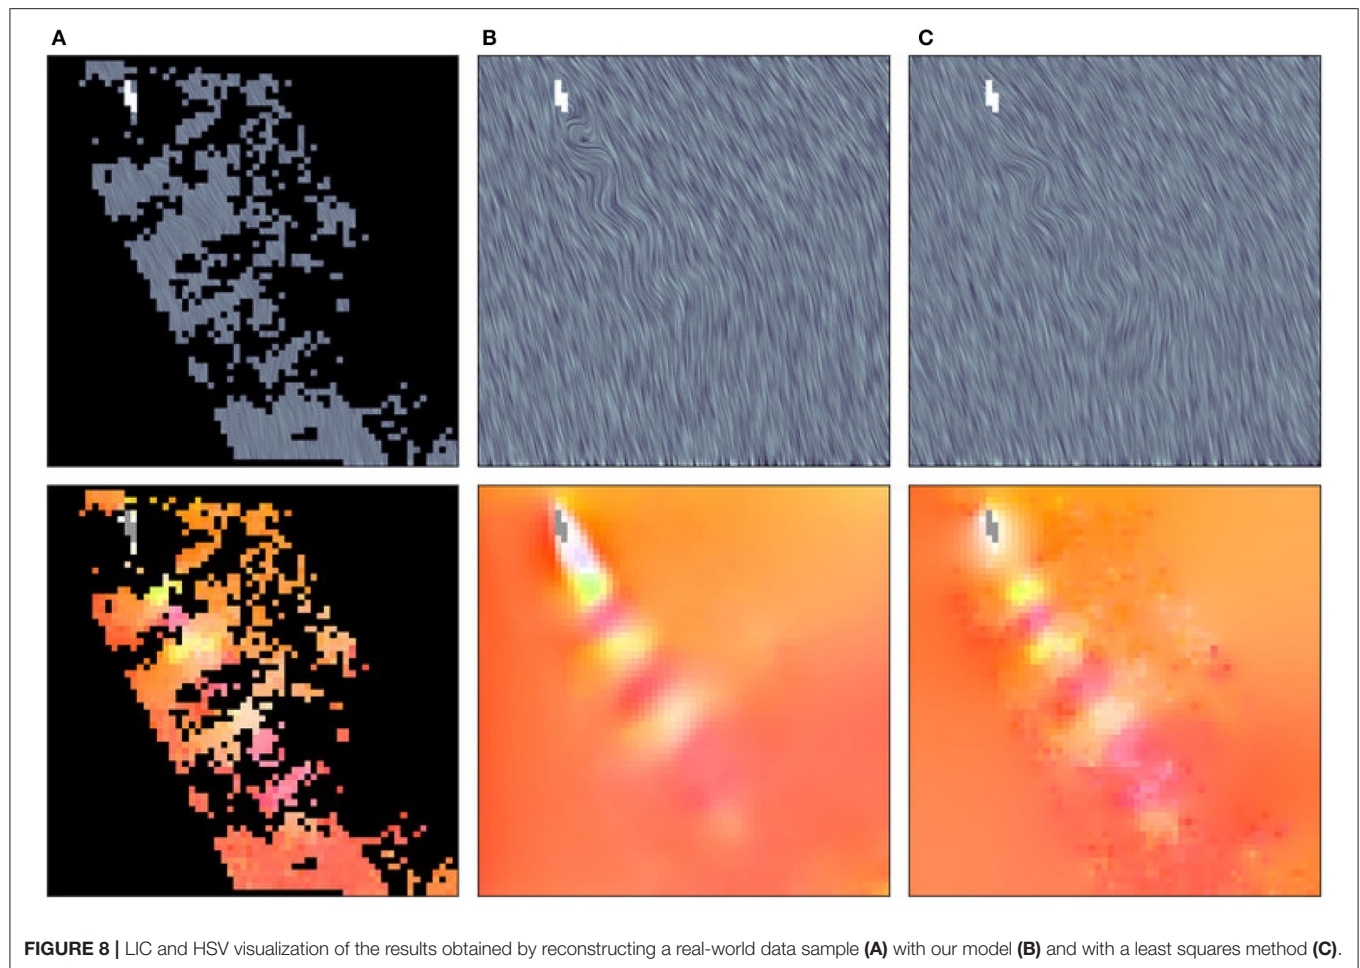 A B C
FIGURE 8 | LIC and HSV visualization of the results obtained by reconstructing a real-world data sample (A) with our model (B) and with a least squares method (C).